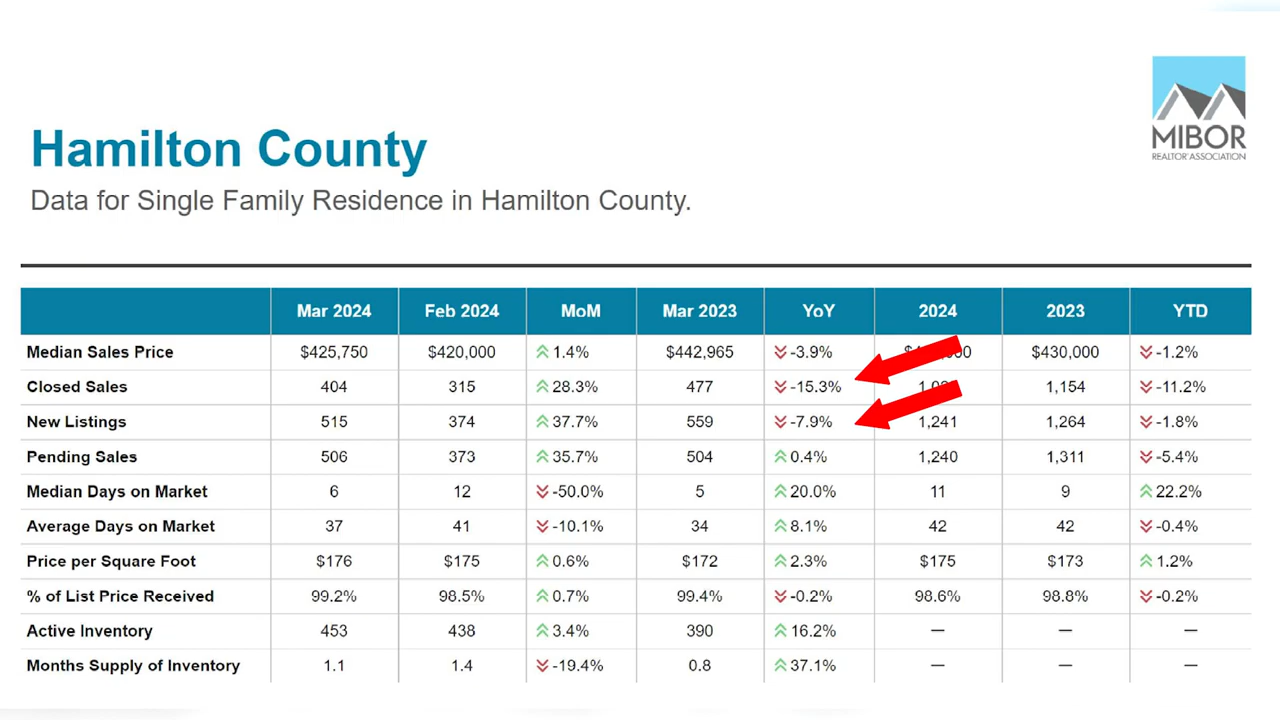 MIBOR
REALTOR ASSOCIATION
Hamilton County
Data for Single Family Residence in Hamilton County.
Mar 2024 Feb 2024 MoM Mar 2023 YoY 2024 2023 YTD
Median Sales Price $425,750 $420,000 1.4% $442,965 -3.9% $430,000 -1.2%
Closed Sales 404 315 28.3% 477 -15.3% 1,154 -11.2%
New Listings 515 374 37.7% 559 -7.9% 1,241 1,264 -1.8%
Pending Sales 506 373 35.7% 504 0.4% 1,240 1,311 -5.4%
Median Days on Market 6 12 -50.0% 5 20.0% 11 9 22.2%
Average Days on Market 37 41 -10.1% 34 8.1% 42 42 -0.4%
Price per Square Foot $176 $175 0.6% $172 2.3% $175 $173 1.2%
% of List Price Received 99.2% 98.5% 0.7% 99.4% -0.2% 98.6% 98.8% -0.2%
Active Inventory 453 438 3.4% 390 16.2% — — —
Months Supply of Inventory 1.1 1.4 -19.4% 0.8 37.1% — — —